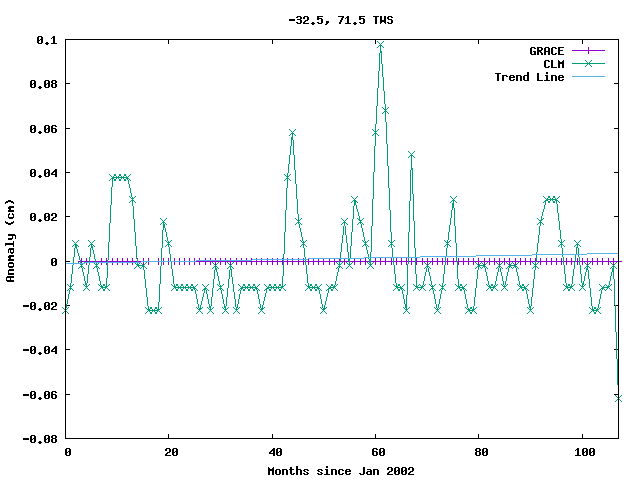 -32.5, 71.5 TWS
GRACE
CLM
Trend Line
0.1
0.08
0.06
0.04
0.02
0
-0.02
-0.04
-0.06
-0.08
Anomaly (cm)
0 20 40 60 80 100
Months since Jan 2002